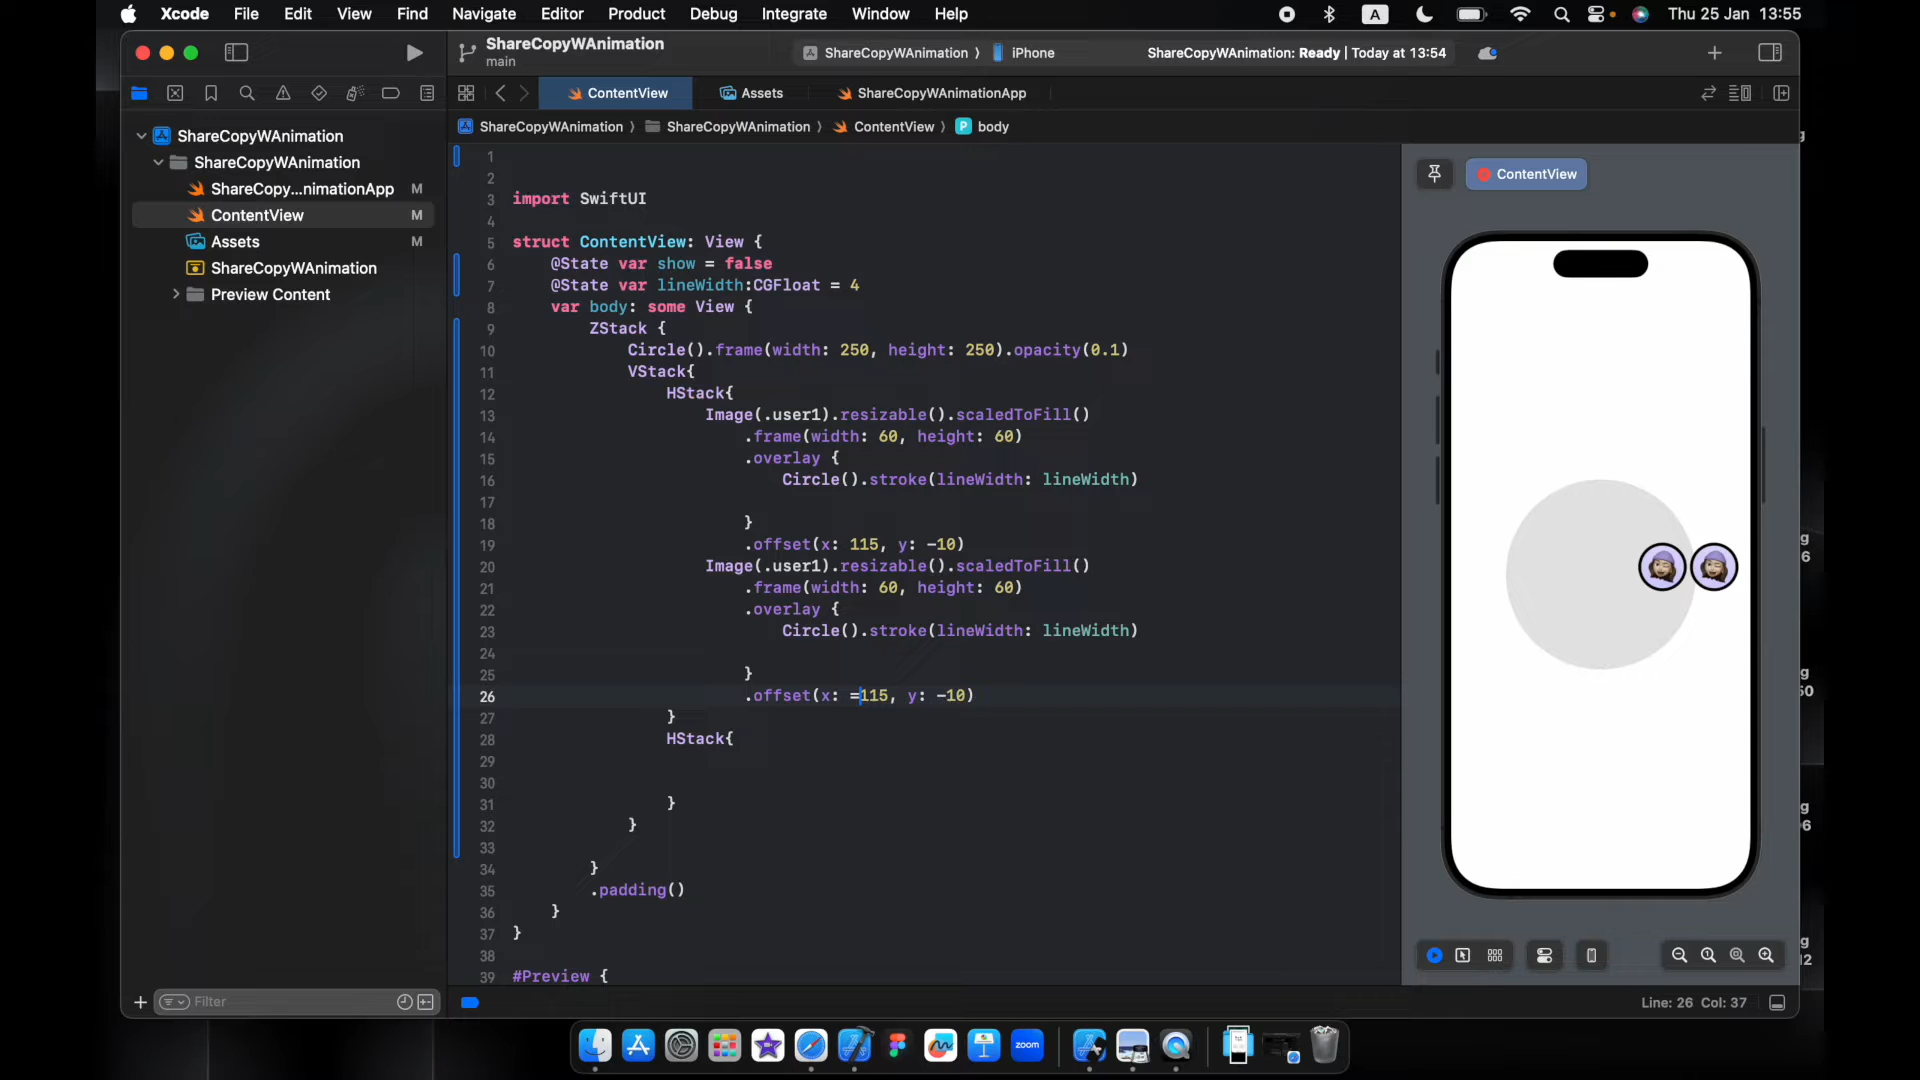 Xcode File Edit View Find Navigate Editor Product Debug Integrate Window Help A Thu 25 Jan 13:55
ShareCopyWAnimation
main
ShareCopyWAnimation 〉 iPhone
ShareCopyWAnimation: Ready | Today at 13:54
ContentView Assets ShareCopyWAnimationApp
ShareCopyWAnimation 〉 ShareCopyWAnimation 〉 ContentView 〉 P body
ShareCopyWAnimation
ShareCopyWAnimation
ShareCopy...nimationApp M
ContentView M
Assets M
ShareCopyWAnimation
Preview Content
Filter
1
2
3 import SwiftUI
4
5 struct ContentView: View {
6 @State var show = false
7 @State var lineWidth:CGFloat = 4
8 var body: some View {
9 ZStack {
10 Circle().frame(width: 250, height: 250).opacity(0.1)
11 VStack{
12 HStack{
13 Image(.user1).resizable().scaledToFill()
14 .frame(width: 60, height: 60)
15 .overlay {
16 Circle().stroke(lineWidth: lineWidth)
17
18 }
19 .offset(x: 115, y: -10)
20 Image(.user1).resizable().scaledToFill()
21 .frame(width: 60, height: 60)
22 .overlay {
23 Circle().stroke(lineWidth: lineWidth)
24
25 }
26 .offset(x: =115, y: -10)
27 }
28 HStack{
29
30
31 }
32 }
33
34 }
35 .padding()
36 }
37 }
38
39 #Preview {
ContentView
Line: 26 Col: 37
g
g
6
g
50
g
06
g
12
zoom